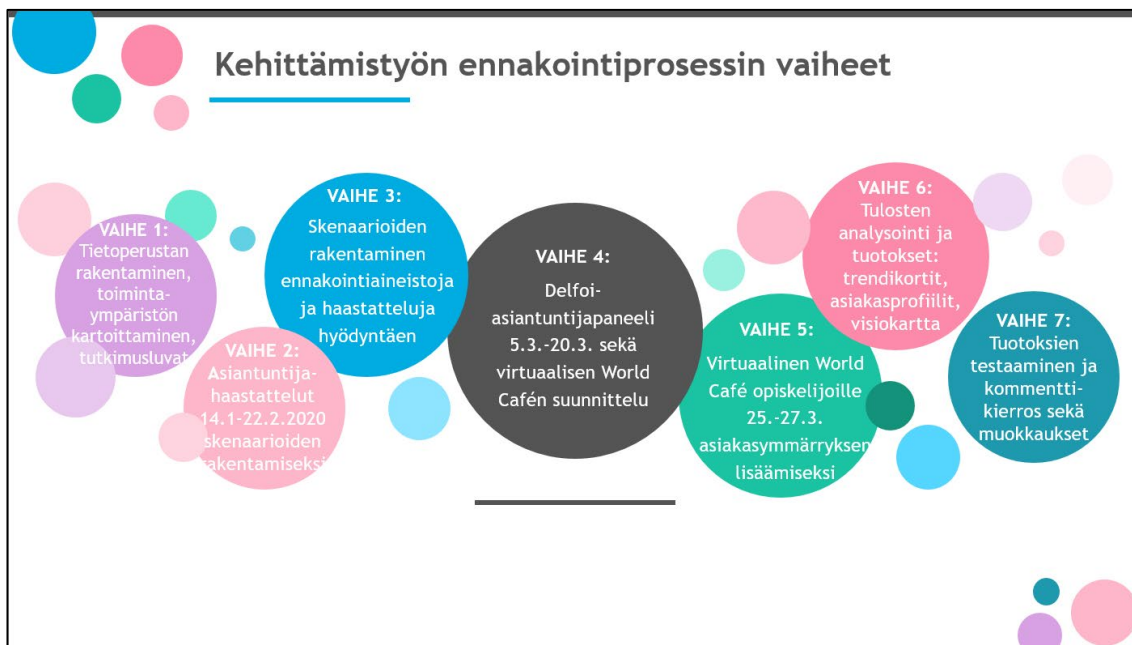 Kehittämistyön ennakointiprosessin vaiheet
VAIHE 1:
Tietoperustan
rakentaminen,
toiminta-
ympäristön
kartoittaminen,
tutkimusluvat
VAIHE 2:
Asiantuntija-
haastattelut
14.1-22.2.2020
skenaarioiden
rakentamiseksi
VAIHE 3:
Skenaarioiden
rakentaminen
ennakointiaineistoja
ja haastatteluja
hyödyntäen
VAIHE 4:
Delfoi-
asiantuntijapaneeli
5.3.-20.3. sekä
virtuaalisen World
Cafén suunnittelu
VAIHE 5:
Virtuaalinen World
Café opiskelijoille
25.-27.3.
asiakasymmärryksen
lisäämiseksi
VAIHE 6:
Tulosten
analysointi ja
tuotokset:
trendikortit,
asiakasprofiilit,
visiokartta
VAIHE 7:
Tuotoksien
testaaminen ja
kommentti-
kierros sekä
muokkaukset